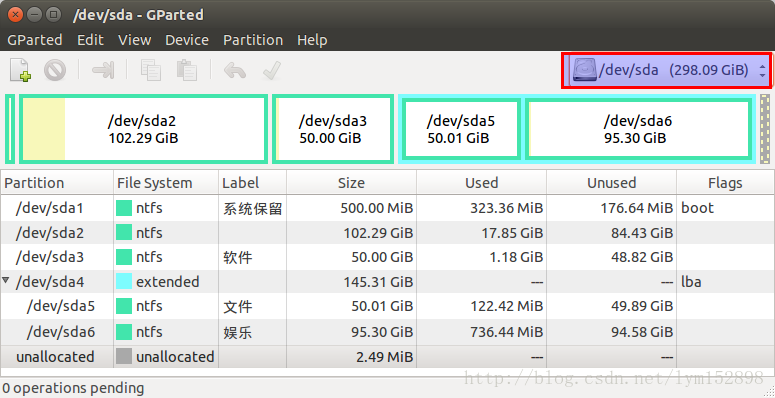 /dev/sda - GParted
GParted Edit View Device Partition Help
/dev/sda (298.09 GiB)
/dev/sda2 /dev/sda3 /dev/sda5 /dev/sda6
102.29 GiB 50.00 GiB 50.01 GiB 95.30 GiB
Partition File System Label Size Used Unused Flags
/dev/sda1 ntfs 系统保留 500.00 MiB 323.36 MiB 176.64 MiB boot
/dev/sda2 ntfs 102.29 GiB 17.85 GiB 84.43 GiB
/dev/sda3 ntfs 软件 50.00 GiB 1.18 GiB 48.82 GiB
/dev/sda4 extended 145.31 GiB --- --- lba
/dev/sda5 ntfs 文件 50.01 GiB 122.42 MiB 49.89 GiB
/dev/sda6 ntfs 娱乐 95.30 GiB 736.44 MiB 94.58 GiB
unallocated unallocated 2.49 MiB --- ---
http://blog.csdn.net/lym152898
0 operations pending